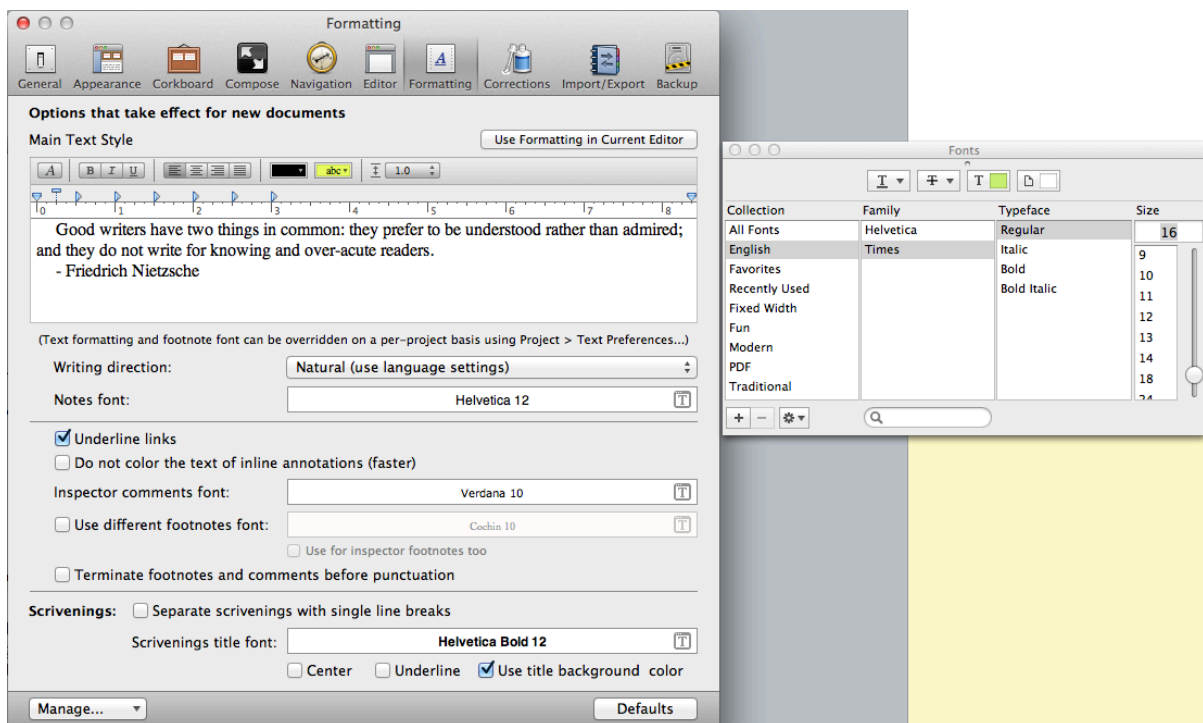 Formatting
General Appearance Corkboard Compose Navigation Editor Formatting Corrections Import/Export Backup
Options that take effect for new documents
Main Text Style
Use Formatting in Current Editor
A B I U abc 1.0
0 1 2 3 4 5 6 7 8
Good writers have two things in common: they prefer to be understood rather than admired;
and they do not write for knowing and over-acute readers.
- Friedrich Nietzsche
(Text formatting and footnote font can be overridden on a per-project basis using Project > Text Preferences...)
Writing direction: Natural (use language settings)
Notes font: Helvetica 12 T
Underline links
Do not color the text of inline annotations (faster)
Inspector comments font: Verdana 10 T
Use different footnotes font: Cochin 10 T
Use for inspector footnotes too
Terminate footnotes and comments before punctuation
Scrivenings: Separate scrivenings with single line breaks
Scrivenings title font: Helvetica Bold 12 T
Center Underline Use title background color
Manage... Defaults
Fonts
T T T
Collection Family Typeface Size
All Fonts Helvetica Regular 16
English Times Italic 9
Favorites Bold 10
Recently Used Bold Italic 11
Fixed Width 12
Fun 13
Modern 14
PDF 18
Traditional 24